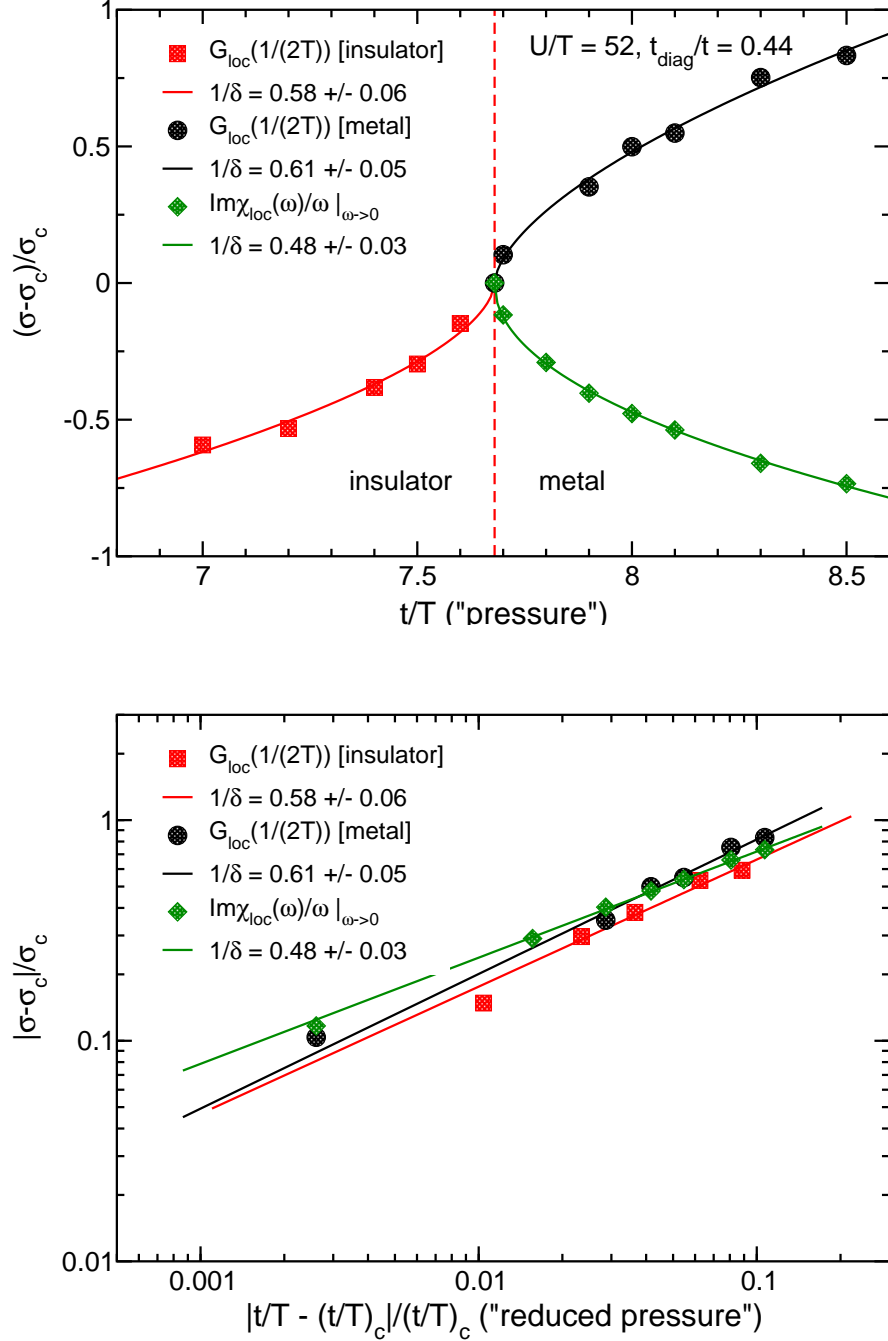 1
0.5
0
-0.5
-1
(σ-σc)/σc
G_loc(1/(2T)) [insulator]
1/δ = 0.58 +/- 0.06
G_loc(1/(2T)) [metal]
1/δ = 0.61 +/- 0.05
Imχ_loc(ω)/ω |_ω->0
1/δ = 0.48 +/- 0.03
U/T = 52, t_diag/t = 0.44
insulator
metal
7 7.5 8 8.5
t/T ("pressure")
1
0.1
0.01
|σ-σc|/σc
G_loc(1/(2T)) [insulator]
1/δ = 0.58 +/- 0.06
G_loc(1/(2T)) [metal]
1/δ = 0.61 +/- 0.05
Imχ_loc(ω)/ω |_ω->0
1/δ = 0.48 +/- 0.03
0.001 0.01 0.1
|t/T - (t/T)_c|/(t/T)_c ("reduced pressure")